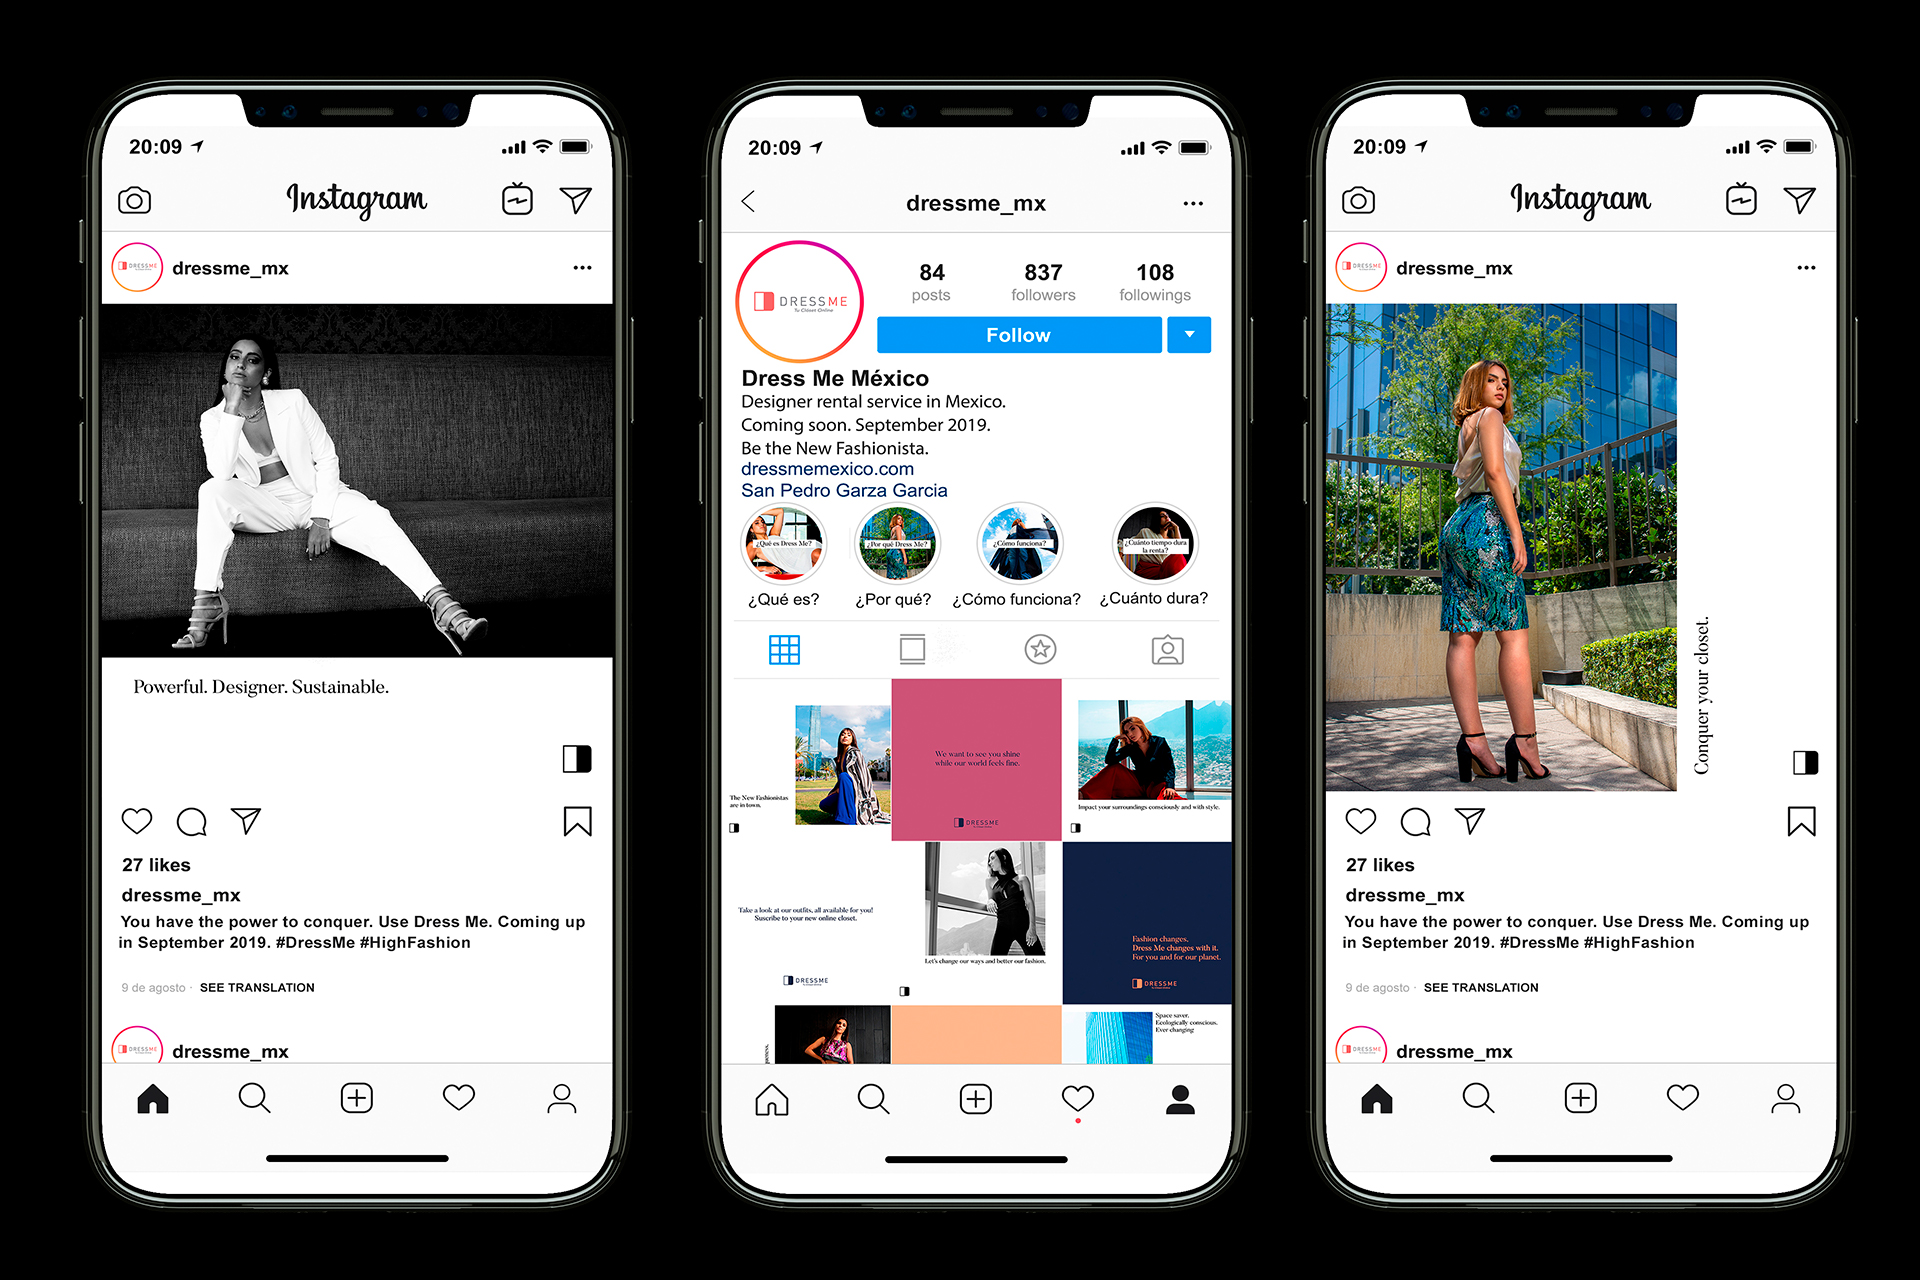 20:09
Instagram
DRESSME
dressme_mx
Powerful. Designer. Sustainable.
27 likes
dressme_mx
You have the power to conquer. Use Dress Me. Coming up
in September 2019. #DressMe #HighFashion
9 de agosto · SEE TRANSLATION
DRESSME
dressme_mx
20:09
dressme_mx
DRESSME
Tu Clóset Online
84
posts
837
followers
108
followings
Follow
Dress Me México
Designer rental service in Mexico.
Coming soon. September 2019.
Be the New Fashionista.
dressmemexico.com
San Pedro Garza Garcia
¿Qué es Dress Me?
¿Por qué Dress Me?
¿Cómo funciona?
¿Cuánto tiempo dura
la renta?
¿Qué es?
¿Por qué?
¿Cómo funciona?
¿Cuánto dura?
The New Fashionistas
are in town.
We want to see you shine
while our world feels fine.
DRESSME
Impact your surroundings consciously and with style.
Take a look at our outfits, all available for you!
Suscribe to your new online closet.
DRESSME
Let's change our ways and better our fashion.
Fashion changes.
Dress Me changes with it.
For you and for our planet.
DRESSME
Space saver.
Ecologically conscious.
Ever changing
20:09
Instagram
DRESSME
dressme_mx
Conquer your closet.
27 likes
dressme_mx
You have the power to conquer. Use Dress Me. Coming up
in September 2019. #DressMe #HighFashion
9 de agosto · SEE TRANSLATION
DRESSME
dressme_mx